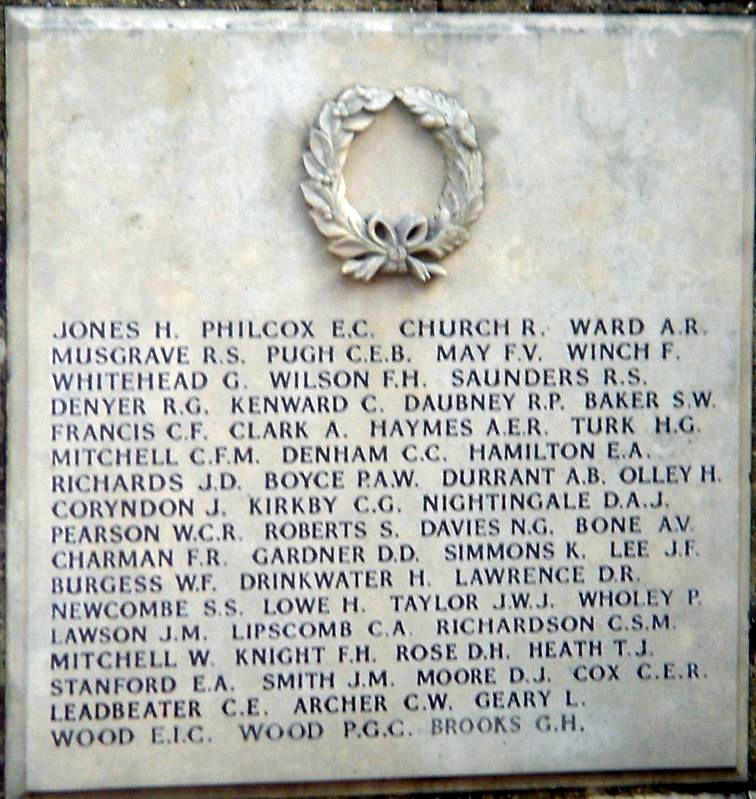 JONES H. PHILCOX E.C. CHURCH R. WARD A.R.
MUSGRAVE R.S. PUGH C.E.B. MAY F.V. WINCH F.
WHITEHEAD G. WILSON F.H. SAUNDERS R.S.
DENYER R.G. KENWARD C. DAUBNEY R.P. BAKER S.W.
FRANCIS C.F. CLARK A. HAYMES A.E.R. TURK H.G.
MITCHELL C.F.M. DENHAM C.C. HAMILTON E.A.
RICHARDS J.D. BOYCE P.A.W. DURRANT A.B. OLLEY H.
CORYNDON J. KIRKBY C.G. NIGHTINGALE D.A.J.
PEARSON W.C.R. ROBERTS S. DAVIES N.G. BONE A.V.
CHARMAN F.R. GARDNER D.D. SIMMONS K. LEE J.F.
BURGESS W.F. DRINKWATER H. LAWRENCE D.R.
NEWCOMBE S.S. LOWE H. TAYLOR J.W.J. WHOLEY P.
LAWSON J.M. LIPSCOMB C.A. RICHARDSON C.S.M.
MITCHELL W. KNIGHT F.H. ROSE D.H. HEATH T.J.
STANFORD E.A. SMITH J.M. MOORE D.J. COX C.E.R.
LEADBEATER C.E. ARCHER C.W. GEARY L.
WOOD E.I.C. WOOD P.G.C. BROOKS G.H.